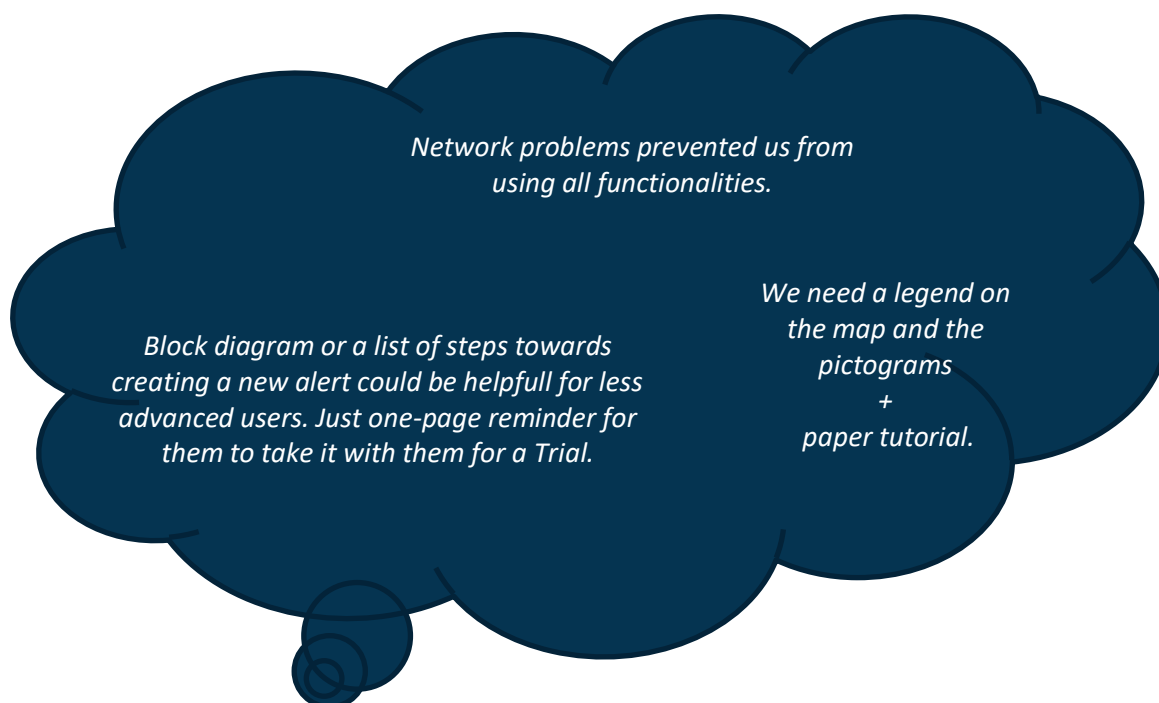 Network problems prevented us from
using all functionalities.
Block diagram or a list of steps towards
creating a new alert could be helpfull for less
advanced users. Just one-page reminder for
them to take it with them for a Trial.
We need a legend on
the map and the
pictograms
+
paper tutorial.